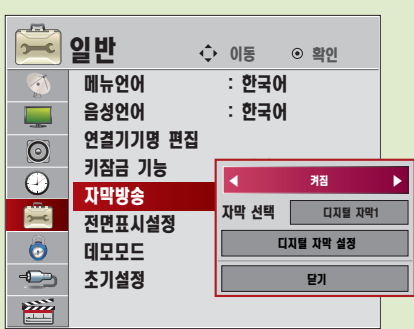 일반 이동 확인
메뉴언어 : 한국어
음성언어 : 한국어
연결기기명 편집
키잠금 기능
자막방송
전면표시설정
데모모드
초기설정
켜짐
자막 선택 디지털 자막1
디지털 자막 설정
닫기